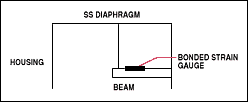 SS DIAPHRAGM
HOUSING
BONDED STRAIN
GAUGE
BEAM